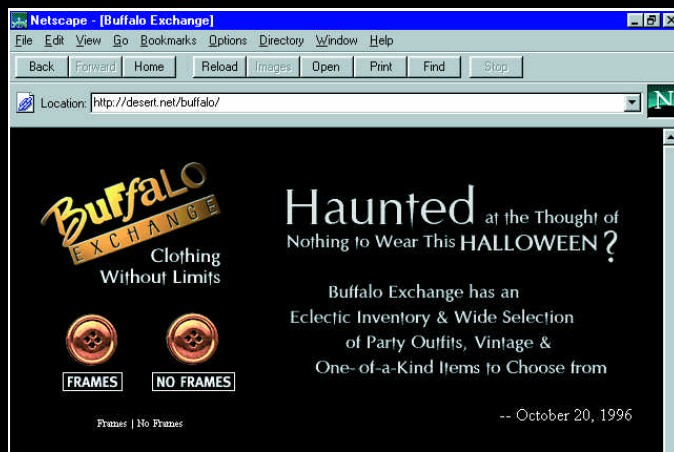 Netscape - [Buffalo Exchange]
File Edit View Go Bookmarks Options Directory Window Help
Back Forward Home Reload Images Open Print Find Stop
Location: http://desert.net/buffalo/
N
BuFFaLO
EXCHANGE
Clothing
Without Limits
FRAMES NO FRAMES
Frames | No Frames
Haunted at the Thought of
Nothing to Wear This HALLOWEEN?
Buffalo Exchange has an
Eclectic Inventory & Wide Selection
of Party Outfits, Vintage &
One-of-a-Kind Items to Choose from
-- October 20, 1996